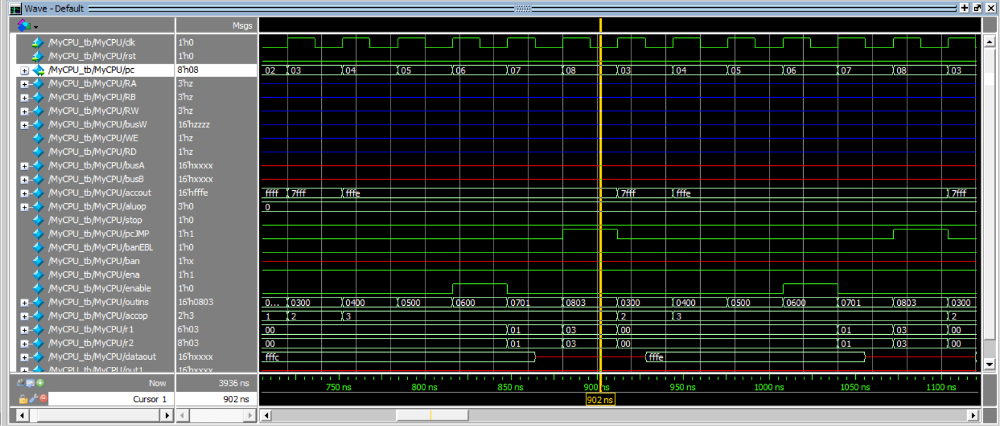 Wave - Default
Msgs
/MyCPU_tb/MyCPU/clk 1'h0
/MyCPU_tb/MyCPU/rst 1'h0
/MyCPU_tb/MyCPU/pc 8'h08 02 03 04 05 06 07 08 03 04 05 06 07 08 03
/MyCPU_tb/MyCPU/RA 3'hz
/MyCPU_tb/MyCPU/RB 3'hz
/MyCPU_tb/MyCPU/RW 3'hz
/MyCPU_tb/MyCPU/busW 16'hzzzz
/MyCPU_tb/MyCPU/WE 1'hz
/MyCPU_tb/MyCPU/RD 1'hz
/MyCPU_tb/MyCPU/busA 16'hxxxx
/MyCPU_tb/MyCPU/busB 16'hxxxx
/MyCPU_tb/MyCPU/accout 16'hfffe ffff 7fff fffe 7fff fffe 7fff
/MyCPU_tb/MyCPU/aluop 3'h0 0
/MyCPU_tb/MyCPU/stop 1'h0
/MyCPU_tb/MyCPU/pcJMP 1'h1
/MyCPU_tb/MyCPU/banEBL 1'h0
/MyCPU_tb/MyCPU/ban 1'hx
/MyCPU_tb/MyCPU/ena 1'h1
/MyCPU_tb/MyCPU/enable 1'h0
/MyCPU_tb/MyCPU/outins 16'h0803 0... 0300 0400 0500 0600 0701 0803 0300 0400 0500 0600 0701 0803 0300
/MyCPU_tb/MyCPU/accop 2'h3 1 2 3 2 3 2
/MyCPU_tb/MyCPU/r1 6'h03 00 01 03 00 01 03 00
/MyCPU_tb/MyCPU/r2 8'h03 00 01 03 00 01 03 00
/MyCPU_tb/MyCPU/dataout 16'hxxxx fffc fffe
/MyCPU_tb/MyCPU/out1 16'hxxxx
Now 3936 ns 750 ns 800 ns 850 ns 900 ns 950 ns 1000 ns 1050 ns 1100 ns
Cursor 1 902 ns 902 ns